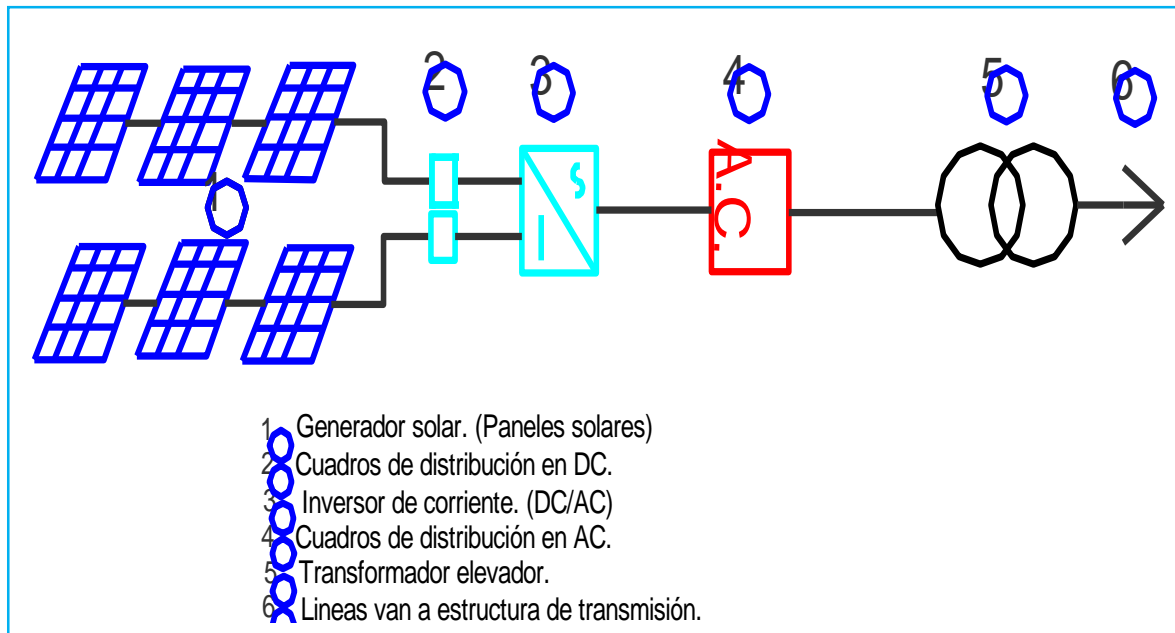 2 3 4 5 6
1
A.C.
1 Generador solar. (Paneles solares)
2 Cuadros de distribución en DC.
3 Inversor de corriente. (DC/AC)
4 Cuadros de distribución en AC.
5 Transformador elevador.
6 Lineas van a estructura de transmisión.